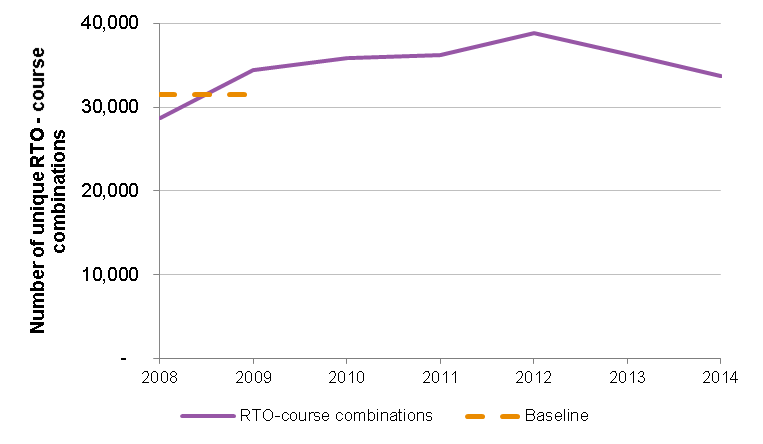 Number of unique RTO - course
combinations
40,000
30,000
20,000
10,000
-
2008 2009 2010 2011 2012 2013 2014
RTO-course combinations Baseline